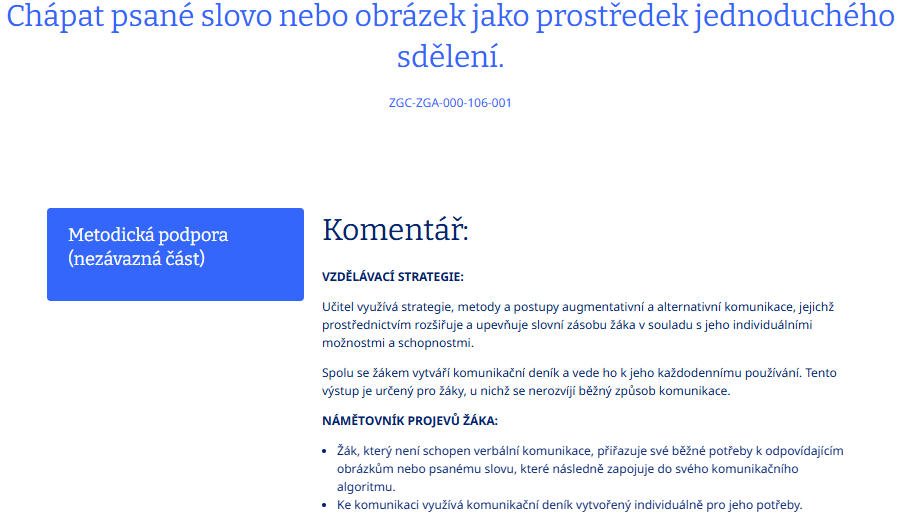 Chápat psané slovo nebo obrázek jako prostředek jednoduchého
sdělení.
ZGC-ZGA-000-106-001
Metodická podpora
(nezávazná část)
Komentář:
VZDĚLÁVACÍ STRATEGIE:
Učitel využívá strategie, metody a postupy augmentativní a alternativní komunikace, jejichž
prostřednictvím rozšiřuje a upevňuje slovní zásobu žáka v souladu s jeho individuálními
možnostmi a schopnostmi.
Spolu se žákem vytváří komunikační deník a vede ho k jeho každodennímu používání. Tento
výstup je určený pro žáky, u nichž se nerozvíjí běžný způsob komunikace.
NÁMĚTOVNÍK PROJEVŮ ŽÁKA:
• Žák, který není schopen verbální komunikace, přiřazuje své běžné potřeby k odpovídajícím
obrázkům nebo psanému slovu, které následně zapojuje do svého komunikačního
algoritmu.
• Ke komunikaci využívá komunikační deník vytvořený individuálně pro jeho potřeby.